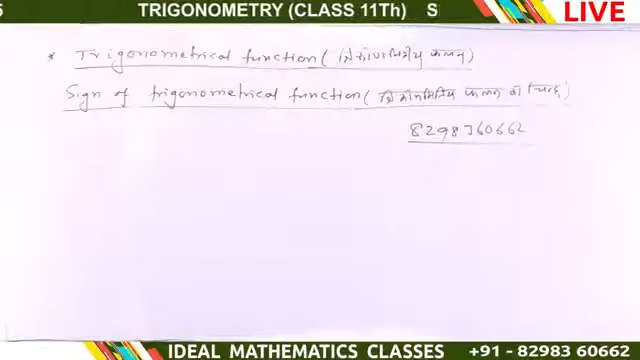 5 TRIGONOMETRY (CLASS 11Th) S LIVE
* Trigonometrical function (त्रिकोणमितीय फलन)
Sign of trigonometrical function (त्रिकोणमितिय फलन का चिन्ह)
8298360662
IDEAL MATHEMATICS CLASSES +91 - 82983 60662